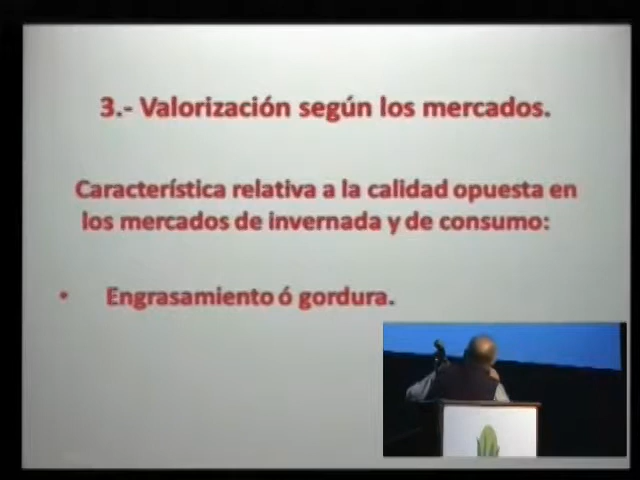 3.- Valorización según los mercados.
Característica relativa a la calidad opuesta en
los mercados de invernada y de consumo:
• Engrasamiento ó gordura.